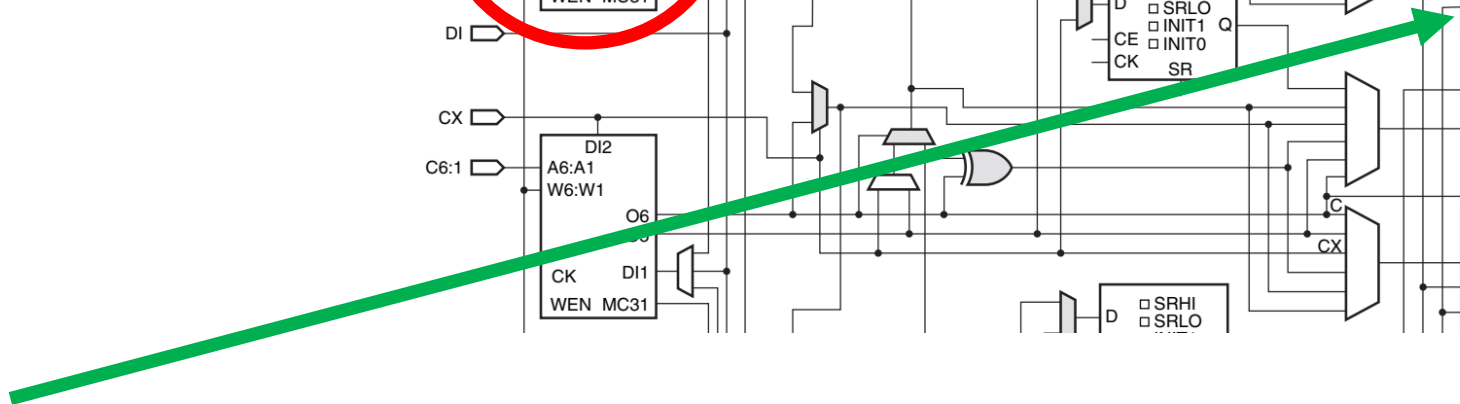 WEN MC31
DI
D
SRLO
INIT1
Q
CE
INIT0
CK
SR
CX
DI2
C6:1
A6:A1
W6:W1
O6
C
CX
CK
DI1
WEN MC31
SRHI
D
SRLO